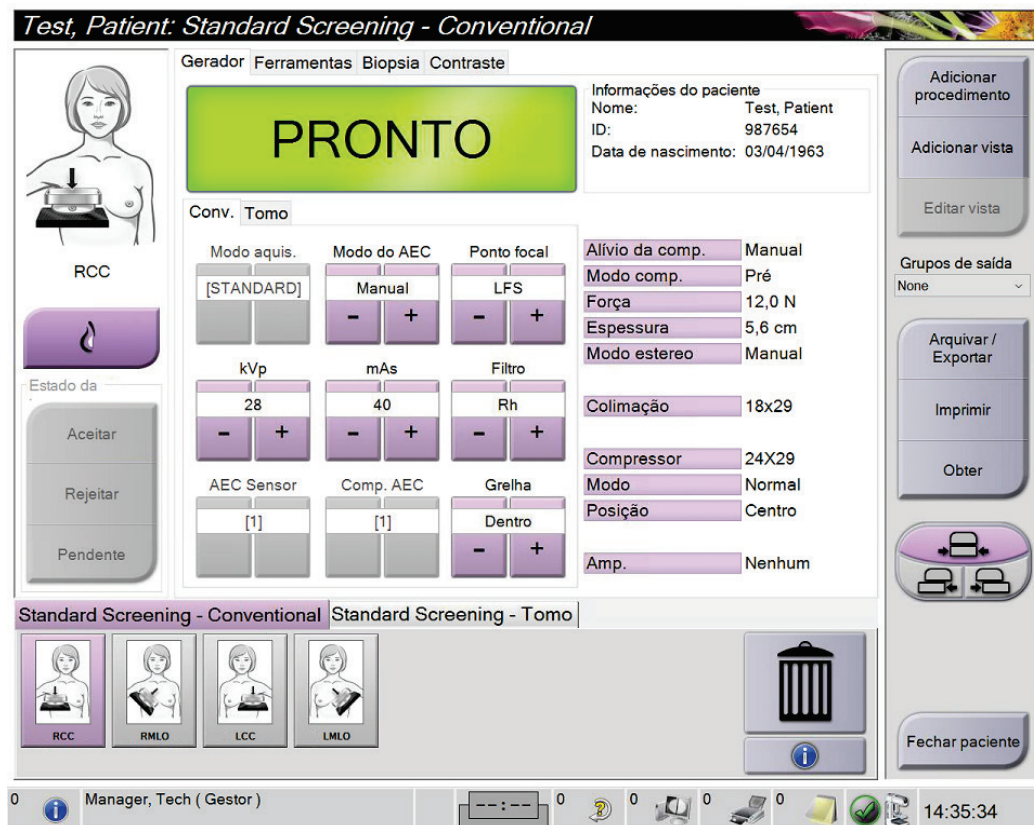 Test, Patient: Standard Screening - Conventional
Gerador Ferramentas Biopsia Contraste
PRONTO
Informações do paciente
Nome: Test, Patient
ID: 987654
Data de nascimento: 03/04/1963
RCC
Estado da
Aceitar
Rejeitar
Pendente
Conv. Tomo
Modo aquis. Modo do AEC Ponto focal
[STANDARD] Manual LFS
- + - +
kVp mAs Filtro
28 40 Rh
- + - + - +
AEC Sensor Comp. AEC Grelha
[1] [1] Dentro
- +
Alívio da comp. Manual
Modo comp. Pré
Força 12,0 N
Espessura 5,6 cm
Modo estereo Manual
Colimação 18x29
Compressor 24X29
Modo Normal
Posição Centro
Amp. Nenhum
Adicionar
procedimento
Adicionar vista
Editar vista
Grupos de saída
None
Arquivar /
Exportar
Imprimir
Obter
Fechar paciente
Standard Screening - Conventional Standard Screening - Tomo
RCC RMLO LCC LMLO
0 Manager, Tech ( Gestor ) --:-- 0 0 0 0 14:35:34